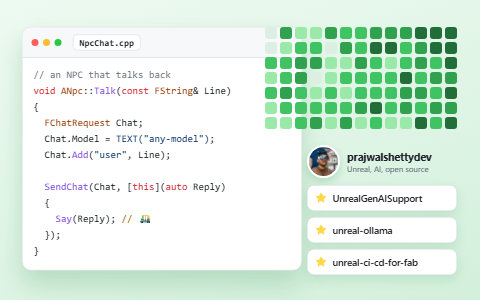 NpcChat.cpp
// an NPC that talks back
void ANpc::Talk(const FString& Line)
{
FChatRequest Chat;
Chat.Model = TEXT("any-model");
Chat.Add("user", Line);
SendChat(Chat, [this](auto Reply)
{
Say(Reply); //
});
}
prajwalshettydev
Unreal, AI, open source
UnrealGenAISupport
unreal-ollama
unreal-ci-cd-for-fab